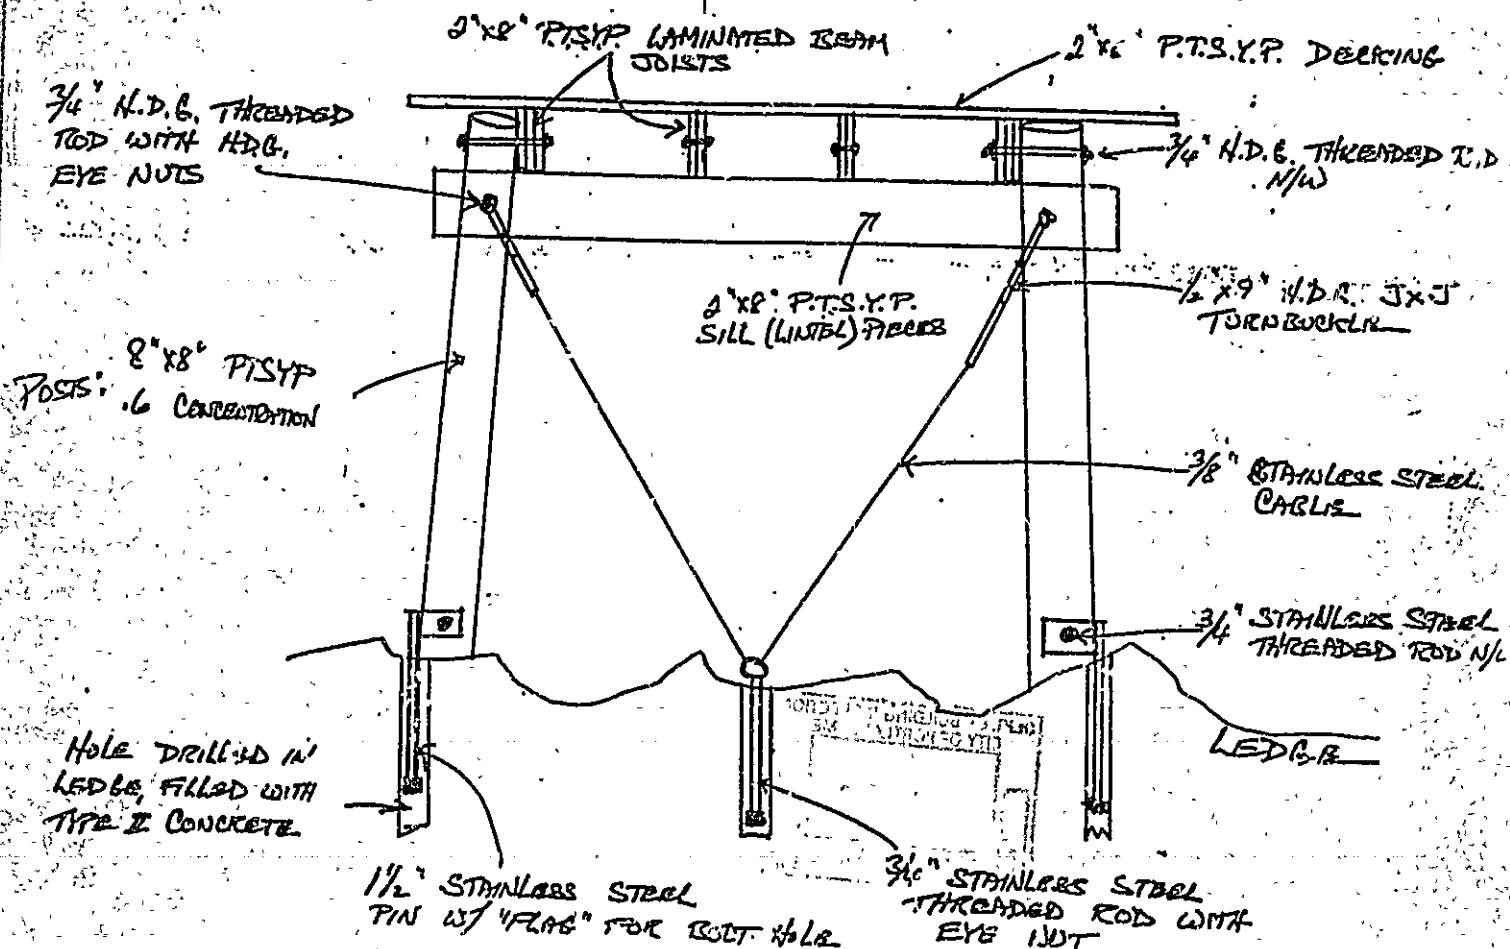 2"x8" P.T.SYP. LAMINATED BEAM
JOISTS
2"x6" P.T.S.Y.P. DECKING
3/4" H.D.G. THREADED
ROD WITH H.D.G.
EYE NUTS
3/4" H.D.G. THREADED
N/W
2"x8" P.T.S.Y.P.
SILL (LINTEL) PIECES
1/2"x9" H.D.G. JxJ
TURNBUCKLE
POSTS: 8"x8" PTSYP
.6 CONCENTRATION
3/8" STAINLESS STEEL
CABLE
3/4" STAINLESS STEEL
THREADED ROD
LEDGE
HOLE DRILLED IN
LEDGE, FILLED WITH
TYPE II CONCRETE
1 1/2" STAINLESS STEEL
PIN W/ "FLAG" FOR BOLT HOLE
3/4" STAINLESS STEEL
THREADED ROD WITH
EYE NUT